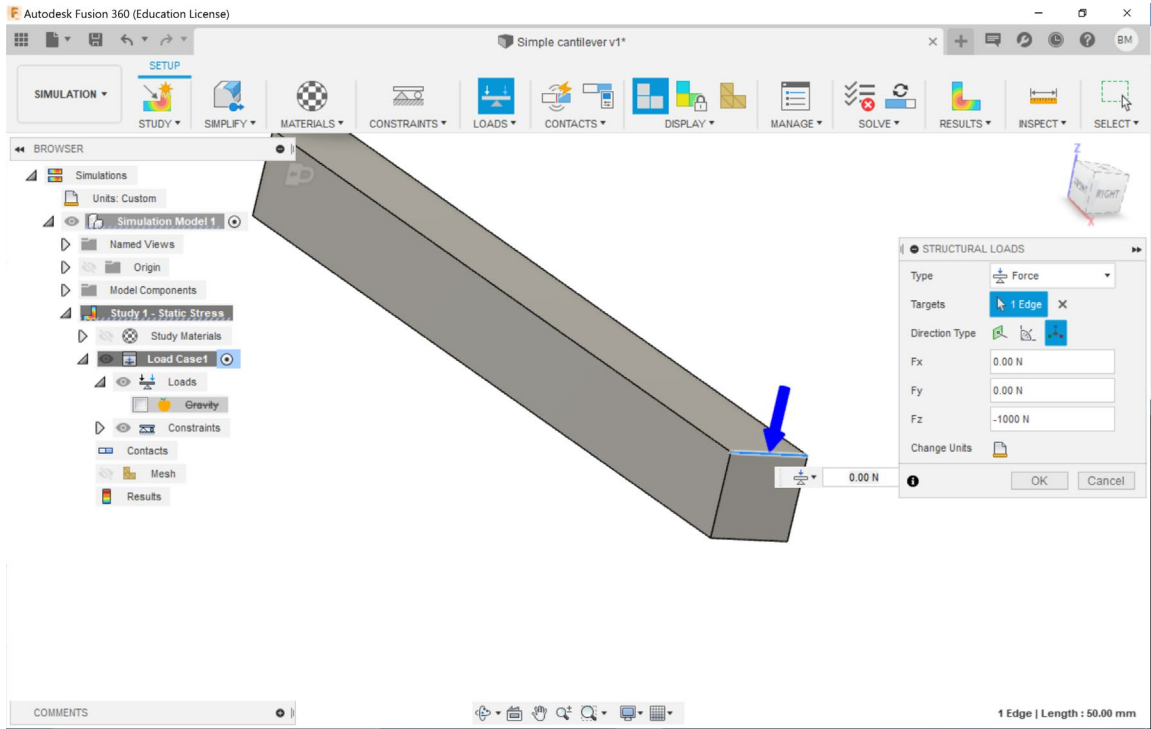 Autodesk Fusion 360 (Education License)
Simple cantilever v1*
BM
SETUP
SIMULATION
STUDY
SIMPLIFY
MATERIALS
CONSTRAINTS
LOADS
CONTACTS
DISPLAY
MANAGE
SOLVE
RESULTS
INSPECT
SELECT
BROWSER
Simulations
Units: Custom
Simulation Model 1
Named Views
Origin
Model Components
Study 1 - Static Stress
Study Materials
Load Case1
Loads
Gravity
Constraints
Contacts
Mesh
Results
Z
RIGHT
X
STRUCTURAL LOADS
Type
Force
Targets
1 Edge
Direction Type
Fx
0.00 N
Fy
0.00 N
Fz
-1000 N
Change Units
OK
Cancel
0.00 N
COMMENTS
1 Edge | Length : 50.00 mm